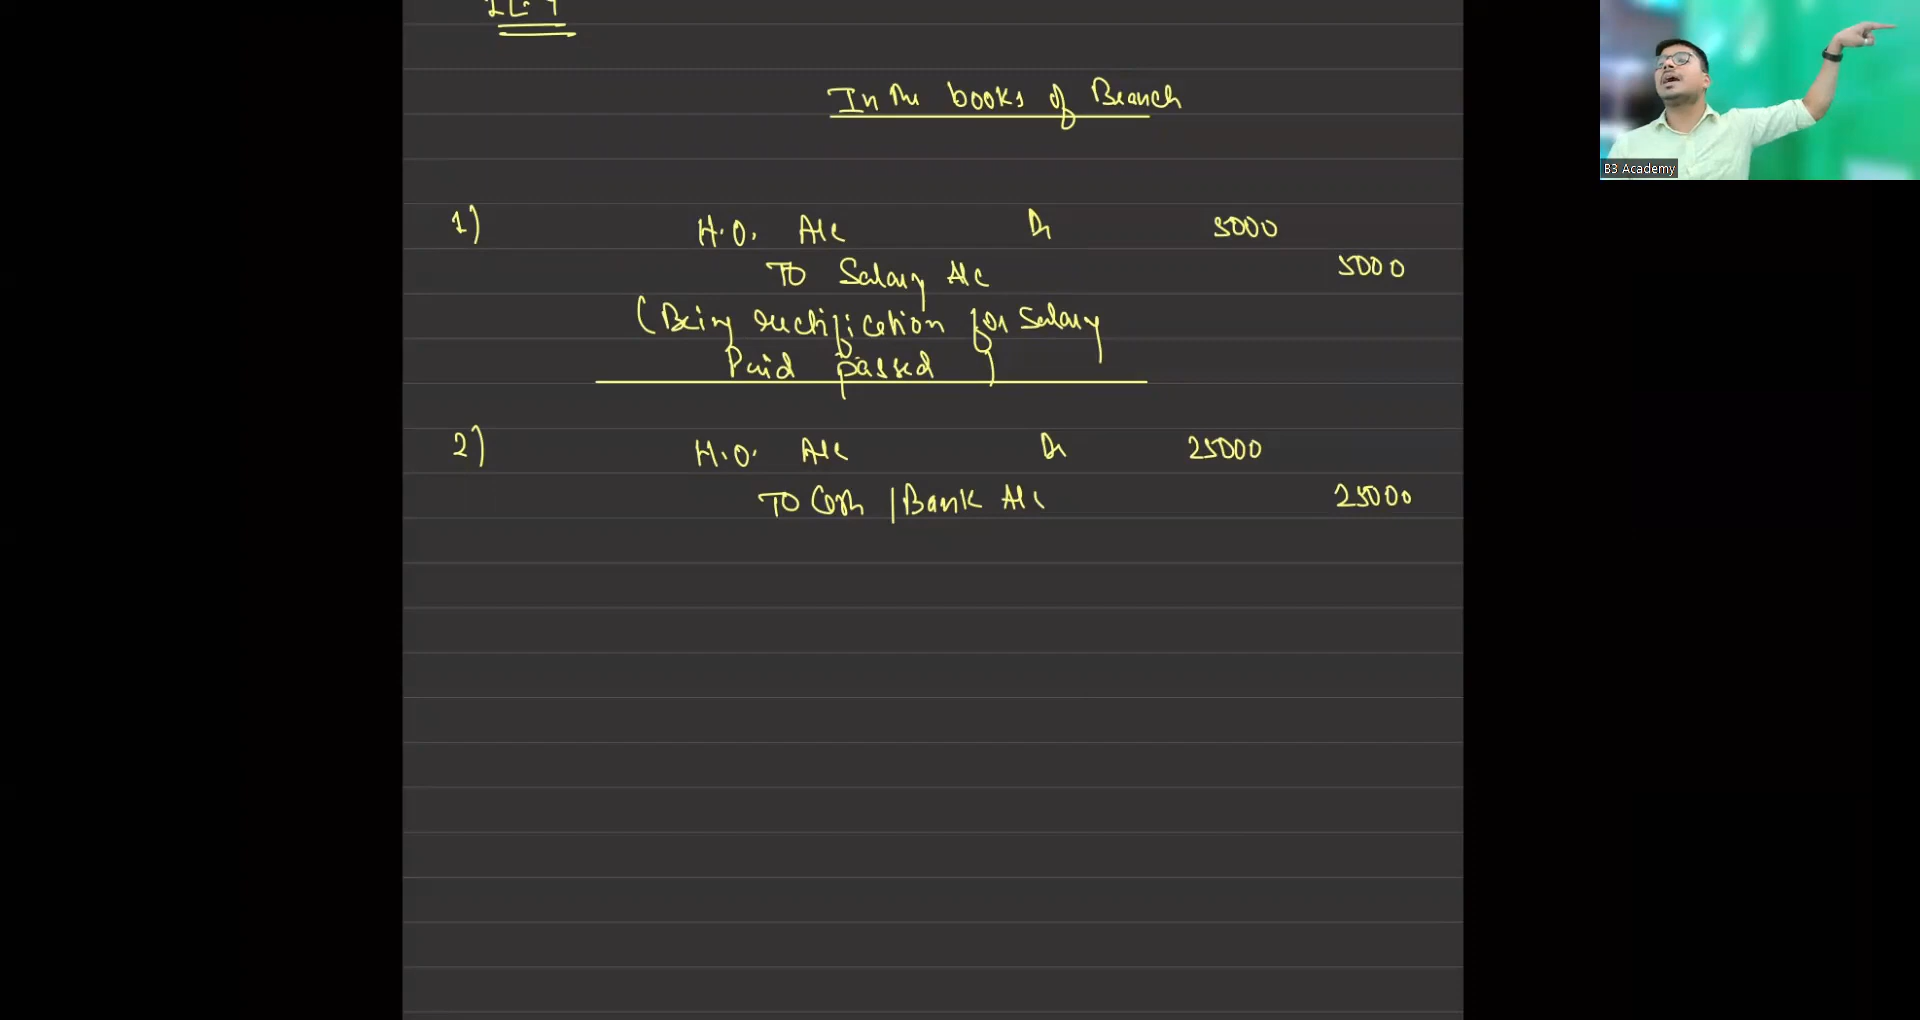 In the books of Branch
B3 Academy
1) H.O. A/c Dr 5000
To Salary A/c 5000
(Being rectification for Salary
Paid passed)
2) H.O. A/c Dr 25000
To Cash / Bank A/c 25000